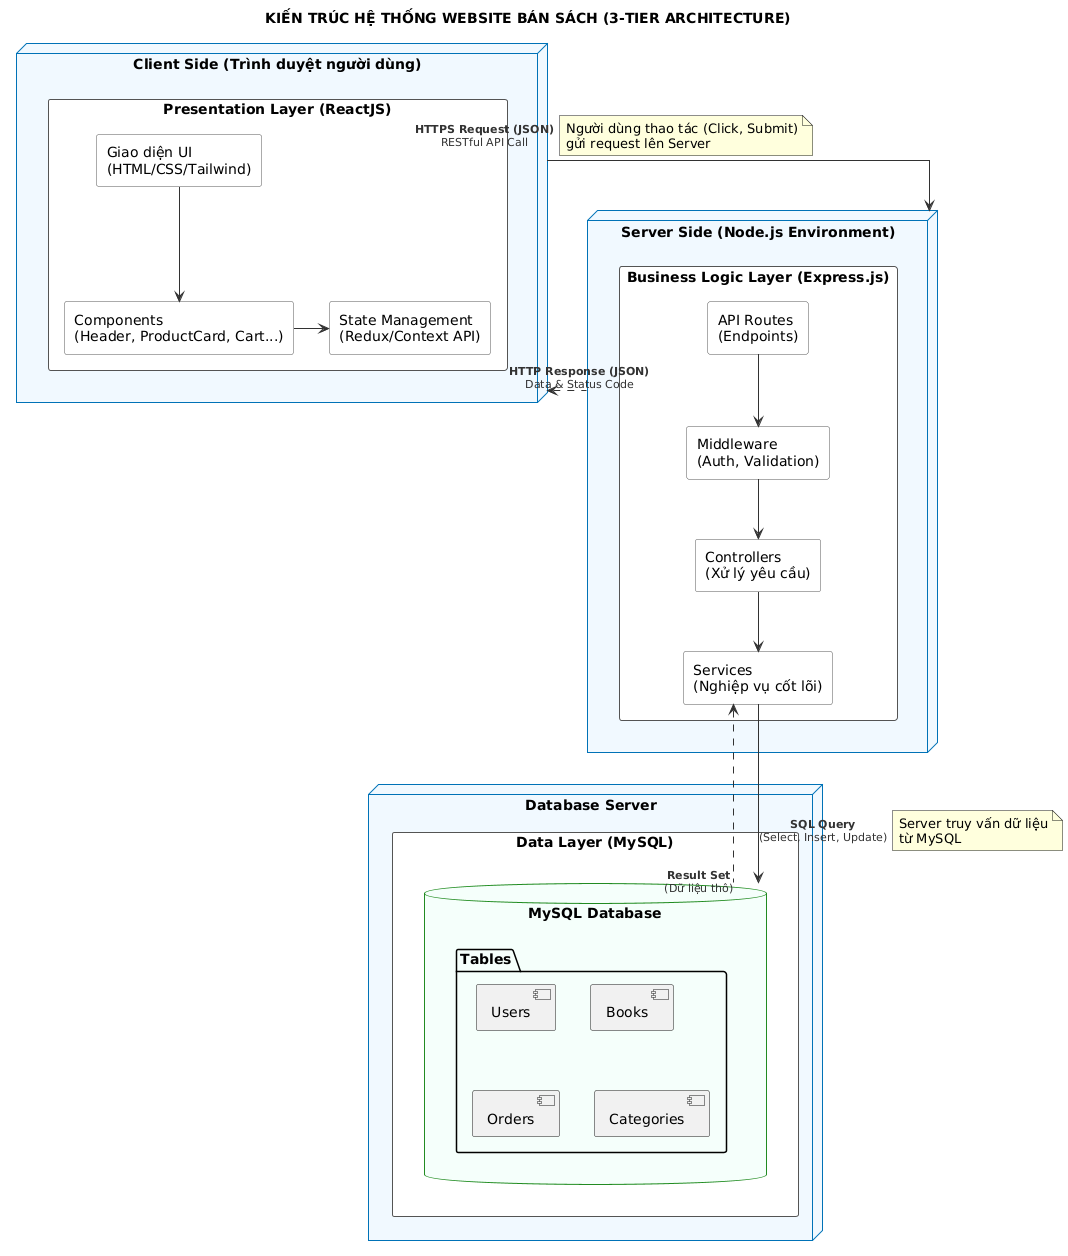 KIẾN TRÚC HỆ THỐNG WEBSITE BÁN SÁCH (3-TIER ARCHITECTURE)
Client Side (Trình duyệt người dùng)
Presentation Layer (ReactJS)
Giao diện UI
(HTML/CSS/Tailwind)
Components
(Header, ProductCard, Cart...)
State Management
(Redux/Context API)
HTTPS Request (JSON)
RESTful API Call
Người dùng thao tác (Click, Submit)
gửi request lên Server
Server Side (Node.js Environment)
Business Logic Layer (Express.js)
API Routes
(Endpoints)
HTTP Response (JSON)
Data & Status Code
Middleware
(Auth, Validation)
Controllers
(Xử lý yêu cầu)
Services
(Nghiệp vụ cốt lõi)
Database Server
Data Layer (MySQL)
SQL Query
(Select, Insert, Update)
Server truy vấn dữ liệu
từ MySQL
Result Set
(Dữ liệu thô)
MySQL Database
Tables
Users
Books
Orders
Categories